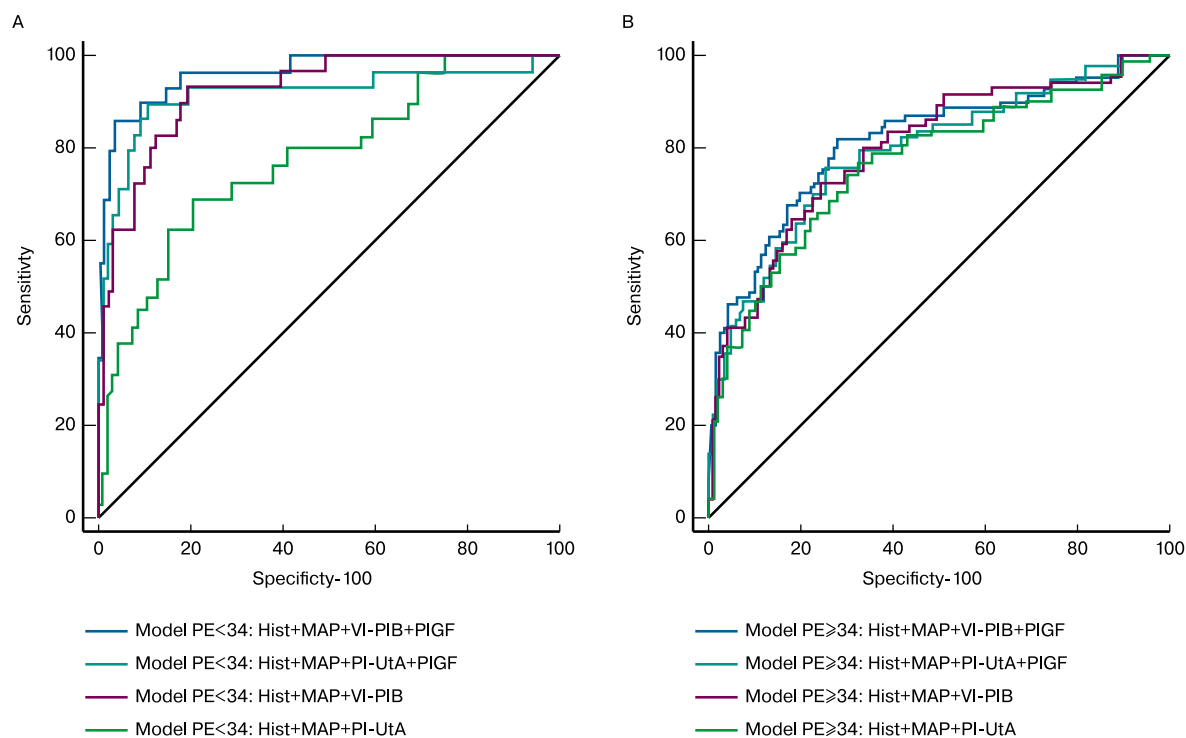 A
100
80
60
40
20
0
Sensitivty
0 20 40 60 80 100
Specificty-100
Model PE<34: Hist+MAP+VI-PIB+PIGF
Model PE<34: Hist+MAP+PI-UtA+PIGF
Model PE<34: Hist+MAP+VI-PIB
Model PE<34: Hist+MAP+PI-UtA
B
100
80
60
40
20
0
Sensitivty
0 20 40 60 80 100
Specificty-100
Model PE⩾34: Hist+MAP+VI-PIB+PIGF
Model PE⩾34: Hist+MAP+PI-UtA+PIGF
Model PE⩾34: Hist+MAP+VI-PIB
Model PE⩾34: Hist+MAP+PI-UtA